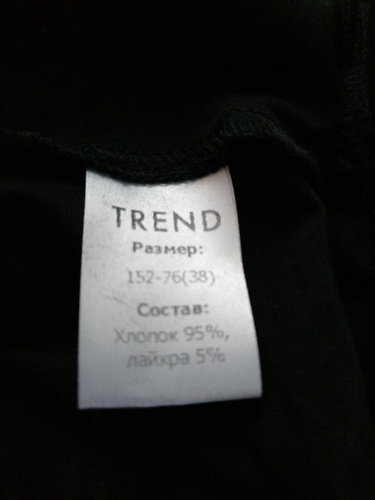 TREND
Размер:
152-76(38)
Состав:
Хлопок 95%,
лайкра 5%